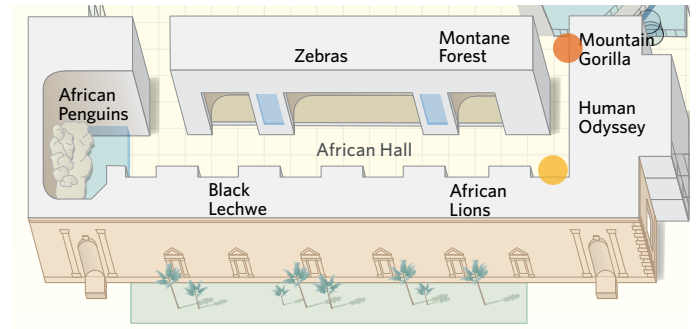 Montane
Forest
Zebras
Mountain
Gorilla
African
Penguins
Human
Odyssey
African Hall
Black
Lechwe
African
Lions